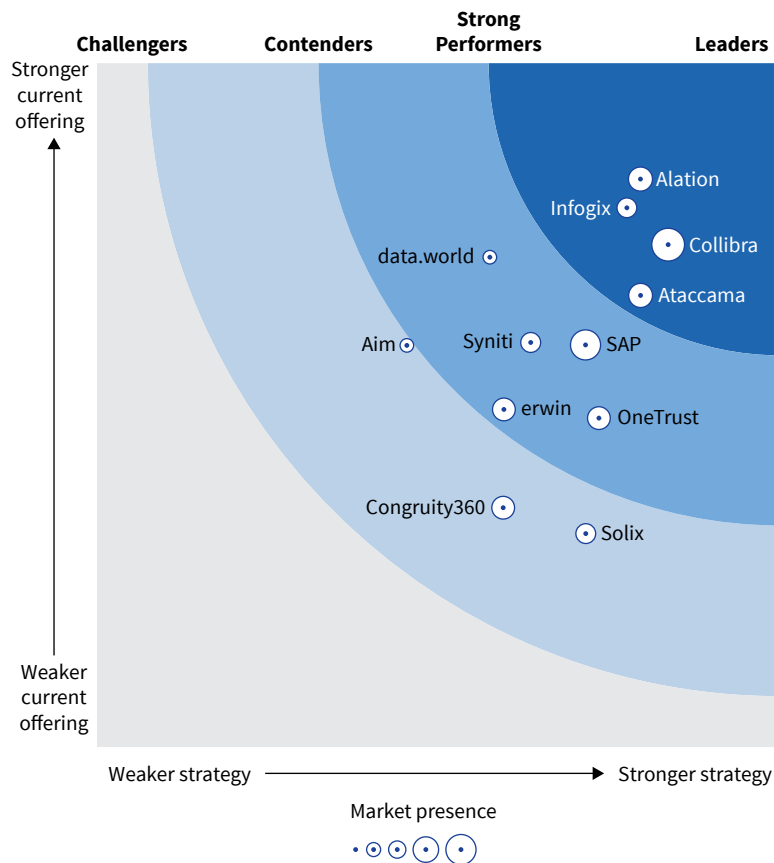 Strong
Challengers Contenders Performers Leaders
Stronger
current
offering
Alation
Infogix
Collibra
data.world
Ataccama
Aim
Syniti
SAP
erwin
OneTrust
Congruity360
Solix
Weaker
current
offering
Weaker strategy Stronger strategy
Market presence